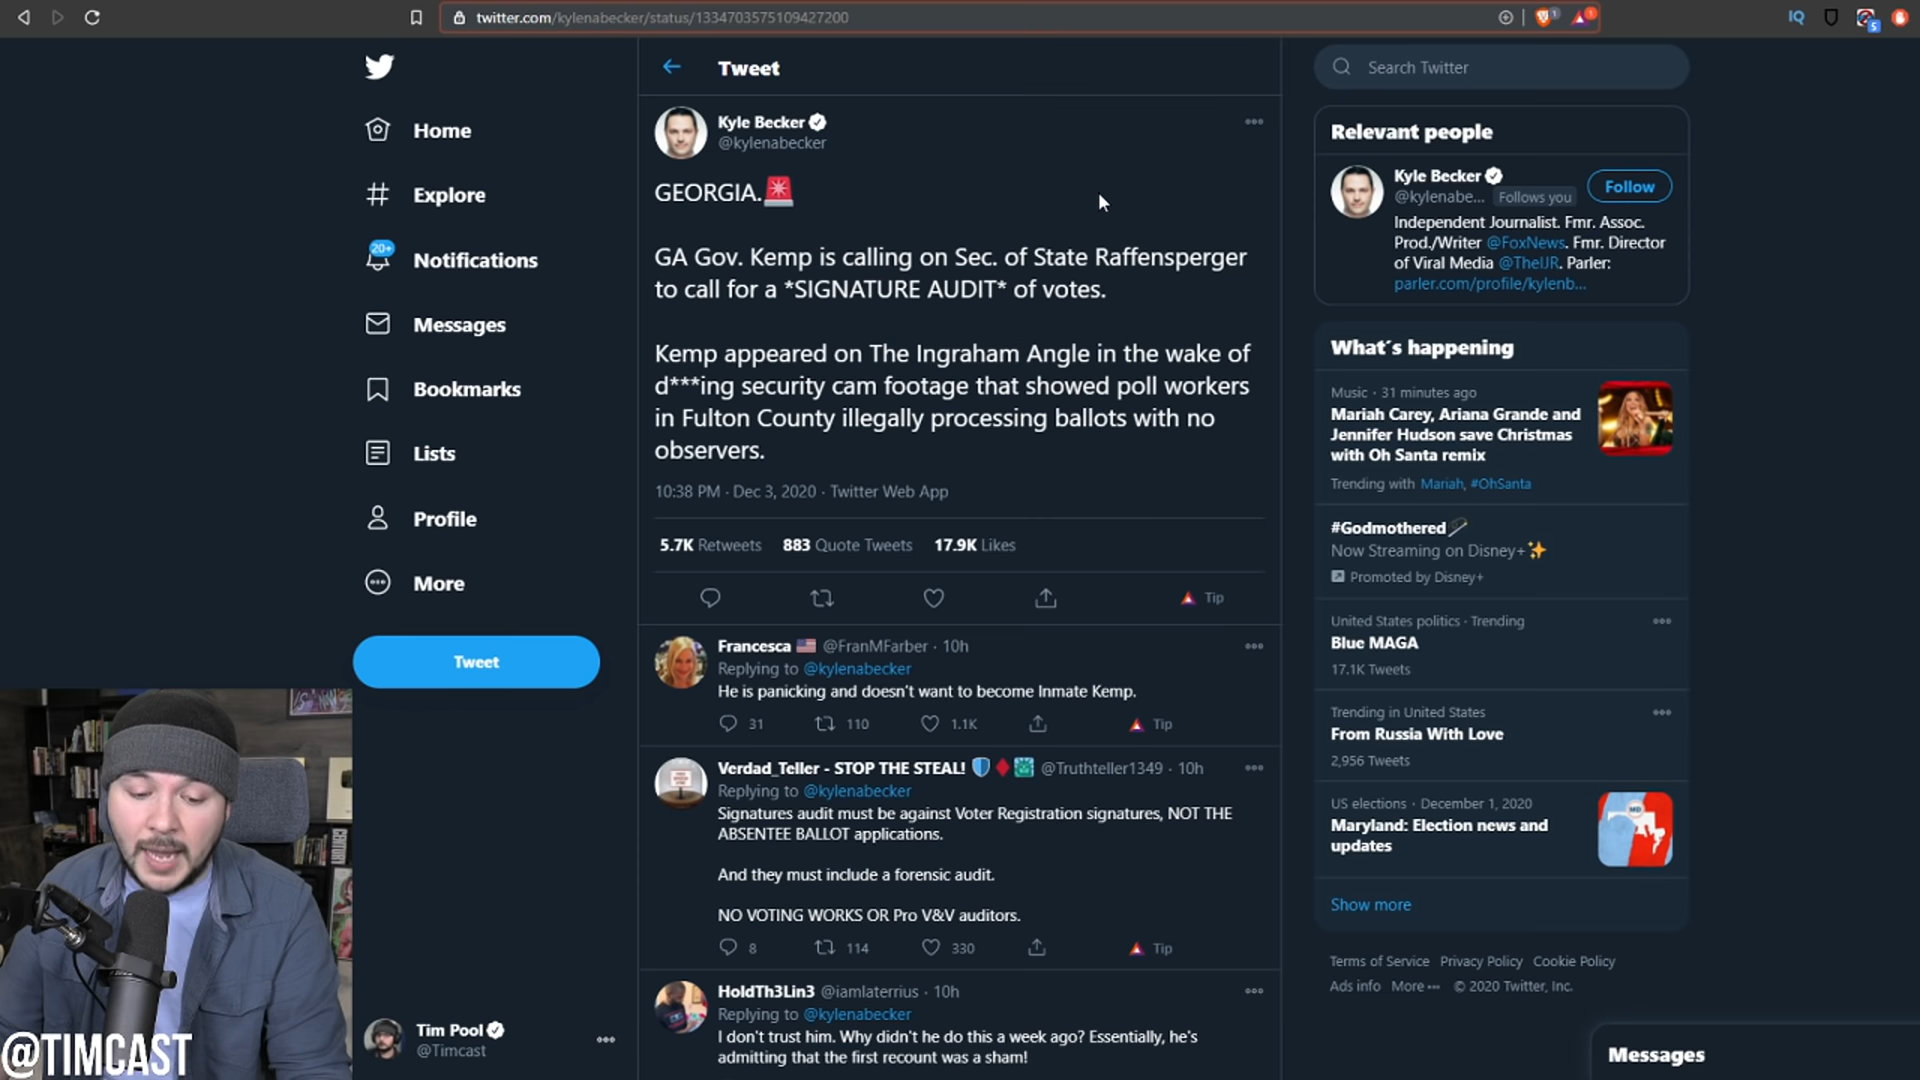 twitter.com/kylenabecker/status/1334703575109427200
1
1
IQ
5
Home
Explore
20+
Notifications
Messages
Bookmarks
Lists
Profile
More
Tweet
Tim Pool
@Timcast
@TIMCAST
Tweet
Kyle Becker
@kylenabecker
GEORGIA.🚨
GA Gov. Kemp is calling on Sec. of State Raffensperger
to call for a *SIGNATURE AUDIT* of votes.
Kemp appeared on The Ingraham Angle in the wake of
d***ing security cam footage that showed poll workers
in Fulton County illegally processing ballots with no
observers.
10:38 PM · Dec 3, 2020 · Twitter Web App
5.7K Retweets 883 Quote Tweets 17.9K Likes
Tip
Francesca 🇺🇸 @FranMFarber · 10h
Replying to @kylenabecker
He is panicking and doesn't want to become Inmate Kemp.
31 110 1.1K Tip
Verdad_Teller - STOP THE STEAL! @Truthteller1349 · 10h
Replying to @kylenabecker
Signatures audit must be against Voter Registration signatures, NOT THE
ABSENTEE BALLOT applications.
And they must include a forensic audit.
NO VOTING WORKS OR Pro V&V auditors.
8 114 330 Tip
HoldTh3Lin3 @iamlaterrius · 10h
Replying to @kylenabecker
I don't trust him. Why didn't he do this a week ago? Essentially, he's
admitting that the first recount was a sham!
Search Twitter
Relevant people
Kyle Becker
@kylenabe... Follows you
Follow
Independent Journalist. Fmr. Assoc.
Prod./Writer @FoxNews. Fmr. Director
of Viral Media @TheIJR. Parler:
parler.com/profile/kylenb...
What's happening
Music · 31 minutes ago
Mariah Carey, Ariana Grande and
Jennifer Hudson save Christmas
with Oh Santa remix
Trending with Mariah, #OhSanta
#Godmothered
Now Streaming on Disney+✨
Promoted by Disney+
United States politics · Trending
Blue MAGA
17.1K Tweets
Trending in United States
From Russia With Love
2,956 Tweets
US elections · December 1, 2020
Maryland: Election news and
updates
MD
Show more
Terms of Service Privacy Policy Cookie Policy
Ads info More ··· © 2020 Twitter, Inc.
Messages